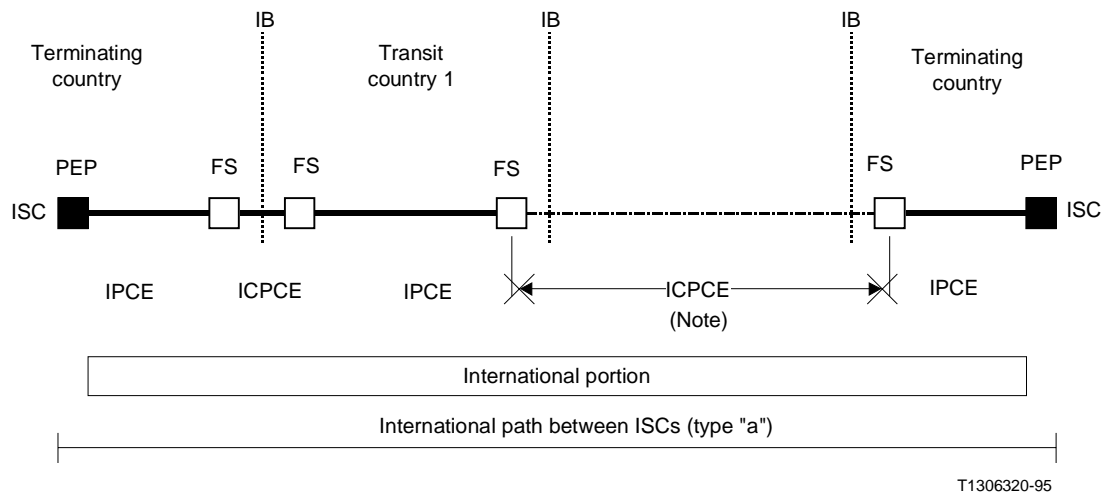 IB
IB
Terminating
country
Transit
country 1
Terminating
country
PEP
FS
FS
FS
FS
PEP
ISC
ISC
IPCE
ICPCE
IPCE
ICPCE
(Note)
IPCE
International portion
International path between ISCs (type "a")
T1306320-95